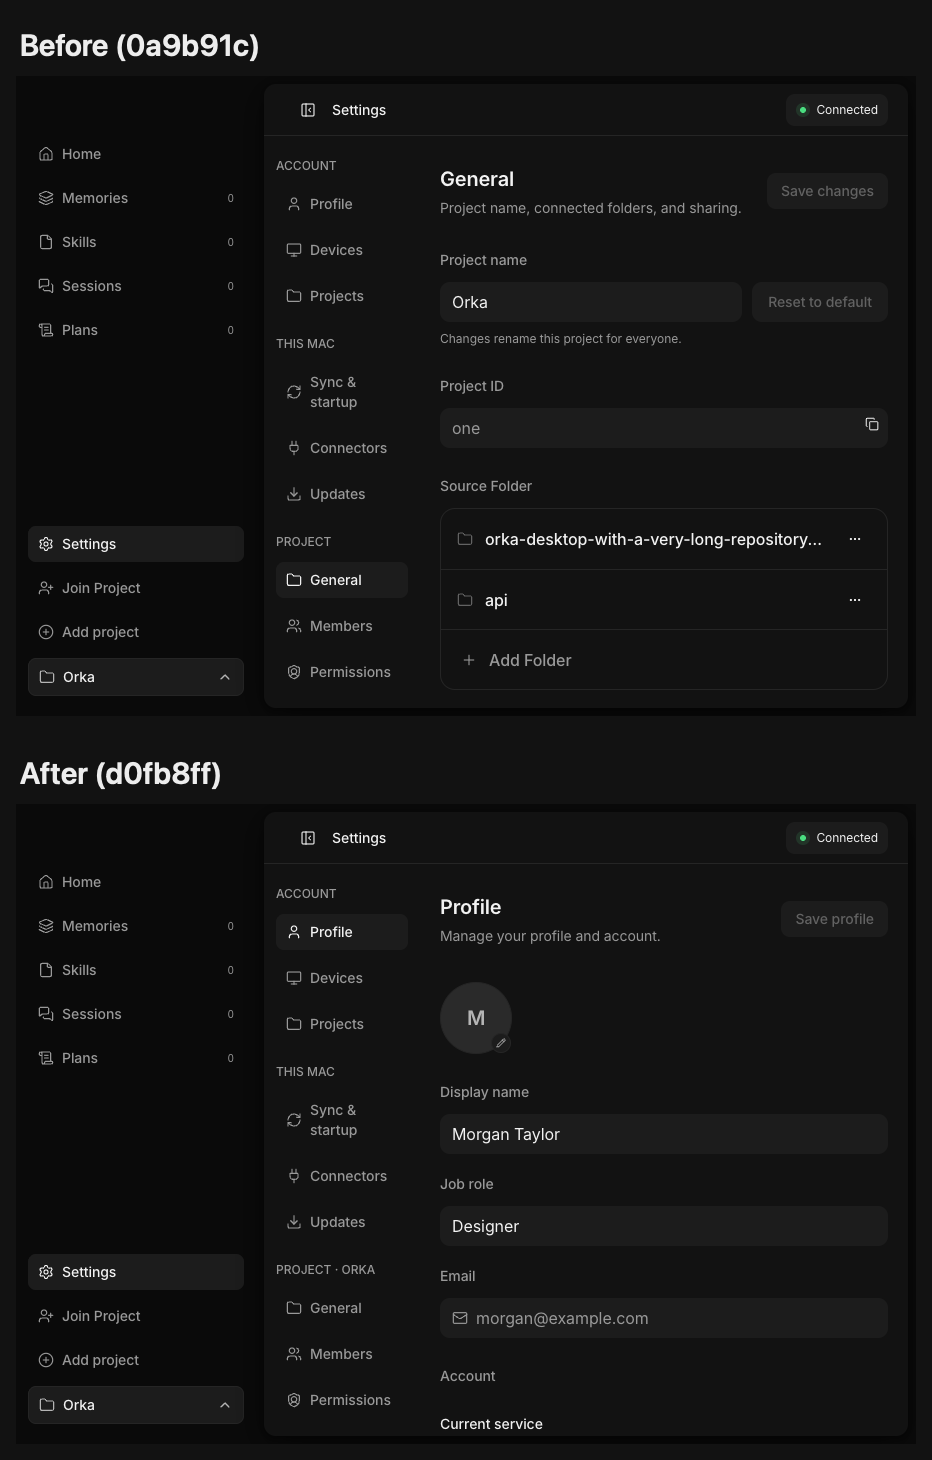 Before (0a9b91c)
Settings
Connected
Home
Memories 0
Skills 0
Sessions 0
Plans 0
Settings
Join Project
Add project
Orka
ACCOUNT
Profile
Devices
Projects
THIS MAC
Sync &
startup
Connectors
Updates
PROJECT
General
Members
Permissions
General
Save changes
Project name, connected folders, and sharing.
Project name
Orka
Reset to default
Changes rename this project for everyone.
Project ID
one
Source Folder
orka-desktop-with-a-very-long-repository...
api
Add Folder
After (d0fb8ff)
Settings
Connected
Home
Memories 0
Skills 0
Sessions 0
Plans 0
Settings
Join Project
Add project
Orka
ACCOUNT
Profile
Devices
Projects
THIS MAC
Sync &
startup
Connectors
Updates
PROJECT · ORKA
General
Members
Permissions
Profile
Save profile
Manage your profile and account.
M
Display name
Morgan Taylor
Job role
Designer
Email
morgan@example.com
Account
Current service